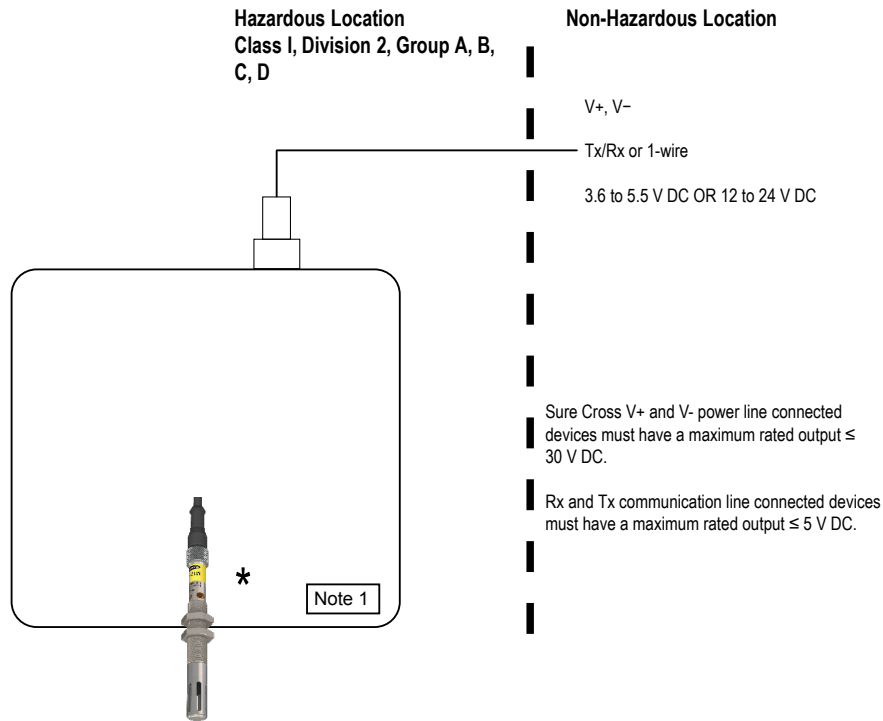 Hazardous Location
Class I, Division 2, Group A, B,
C, D
Non-Hazardous Location
V+, V−
Tx/Rx or 1-wire
3.6 to 5.5 V DC OR 12 to 24 V DC
Sure Cross V+ and V- power line connected
devices must have a maximum rated output ≤
30 V DC.
Rx and Tx communication line connected devices
must have a maximum rated output ≤ 5 V DC.
*
Note 1